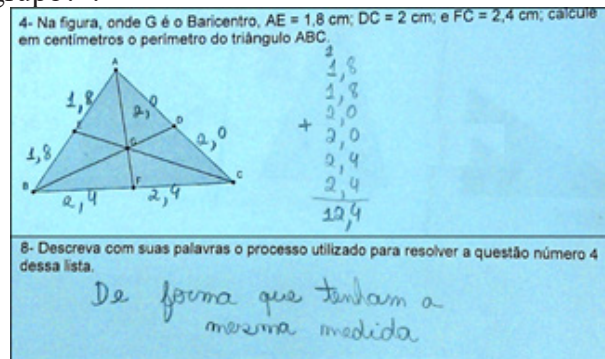 grupo..
4- Na figura, onde G é o Baricentro, AE = 1,8 cm; DC = 2 cm; e FC = 2,4 cm; calcule
em centímetros o perímetro do triângulo ABC.
A
1,8
2,0
E
D
2,0
G
1,8
B
F
C
2,4
2,4
1
1,8
1,8
2,0
+ 2,0
2,4
2,4
12,4
8- Descreva com suas palavras o processo utilizado para resolver a questão número 4
dessa lista.
De forma que tenham a
mesma medida